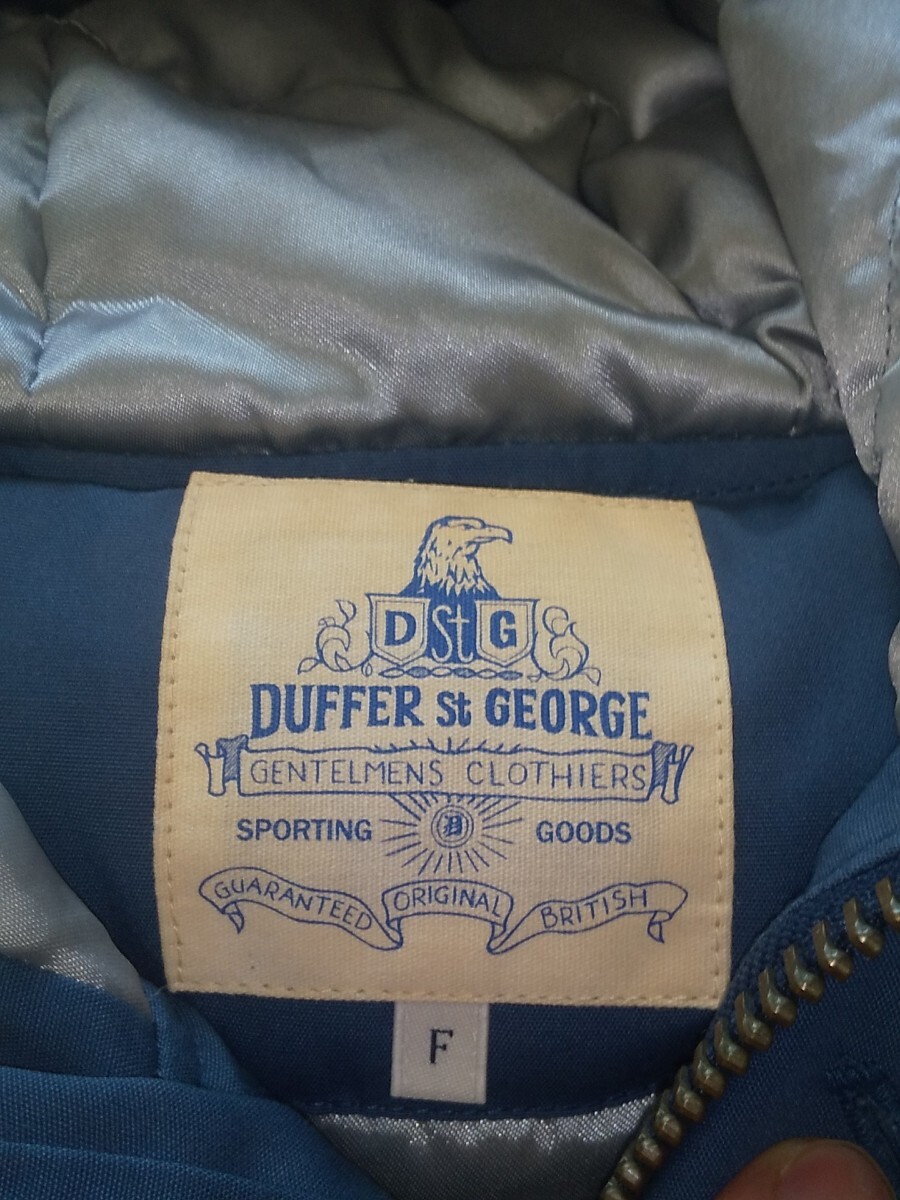 D St G
DUFFER St GEORGE
GENTELMENS CLOTHIERS
SPORTING B GOODS
GUARANTEED ORIGINAL BRITISH
F